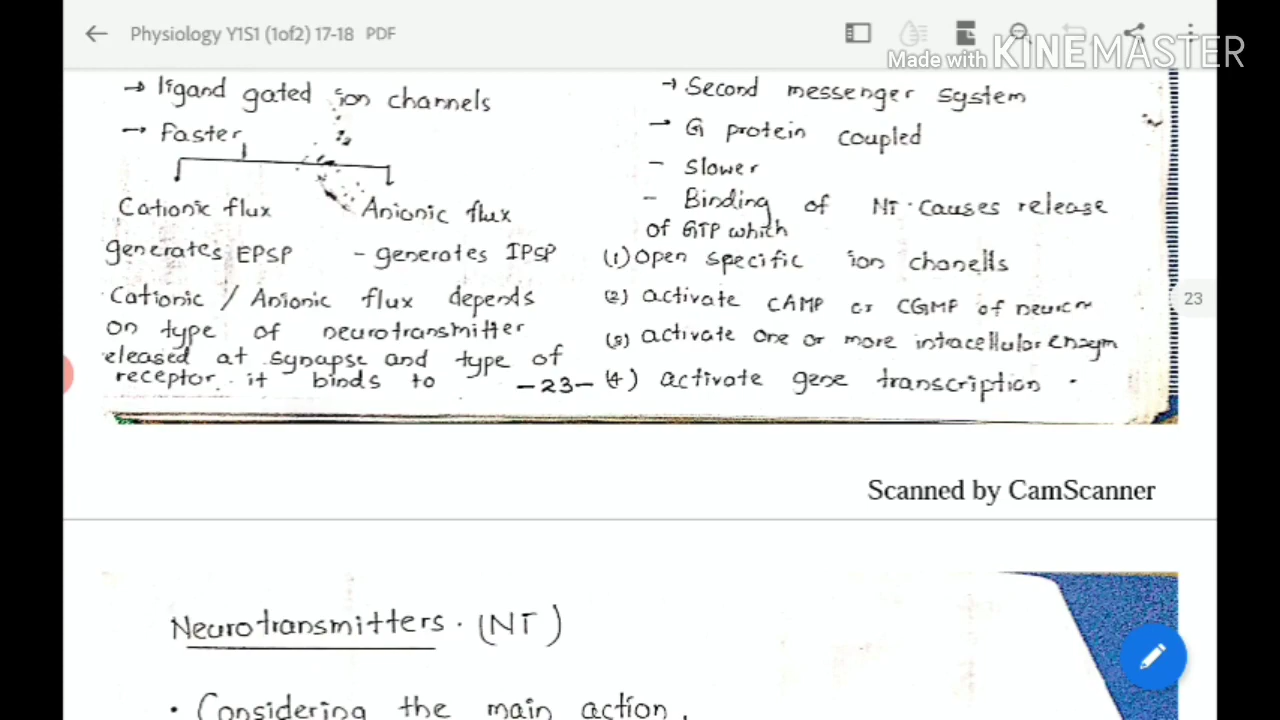 Physiology Y1S1 (1of2) 17-18 PDF
Made with KINEMASTER
→ ligand gated ion channels
→ Faster
Cationic flux
generates EPSP
Anionic flux
- generates IPSP
Cationic / Anionic flux depends
on type of neurotransmitter
eleased at synapse and type of
receptor it binds to
-23-
→ Second messenger system
→ G protein coupled
- Slower
- Binding of NT causes release
of GTP which
(1) Open specific ion chanells
(2) activate CAMP or CGMP of
(3) activate one or more intracellular enzym
(4) activate gene transcription .
23
Scanned by CamScanner
Neurotransmitters . (NT)
• Considering the main action .